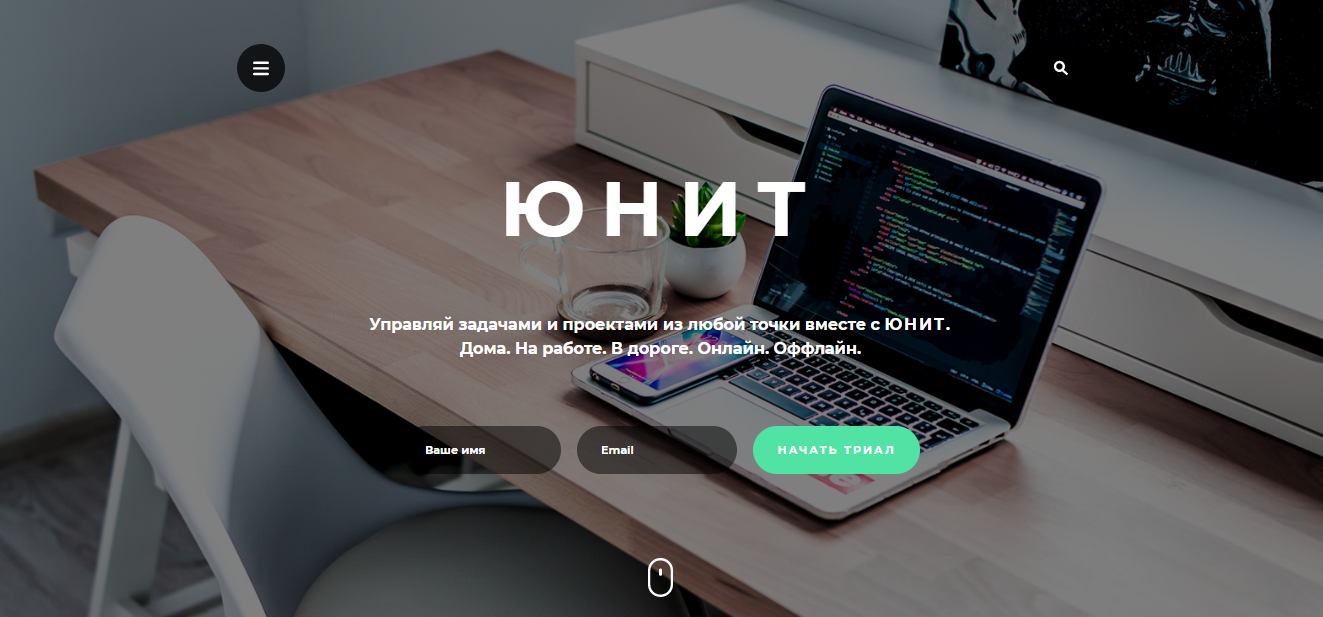 ЮНИТ
Управляй задачами и проектами из любой точки вместе с ЮНИТ.
Дома. На работе. В дороге. Онлайн. Оффлайн.
Ваше имя
Email
НАЧАТЬ ТРИАЛ